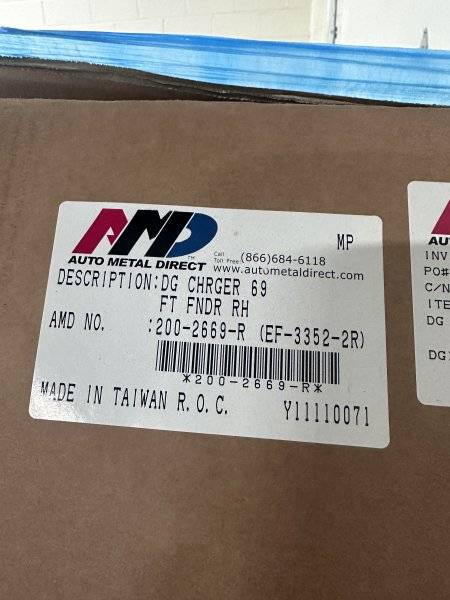 AMD
MP
AUTO METAL DIRECT™
Call
Toll Free (866)684-6118
www.autometaldirect.com
DESCRIPTION:DG CHRGER 69
FT FNDR RH
AMD NO. :200-2669-R (EF-3352-2R)
*200-2669-R*
MADE IN TAIWAN R.O.C. Y11110071
AU
INV
PO#
C/N
ITE
DG
DG